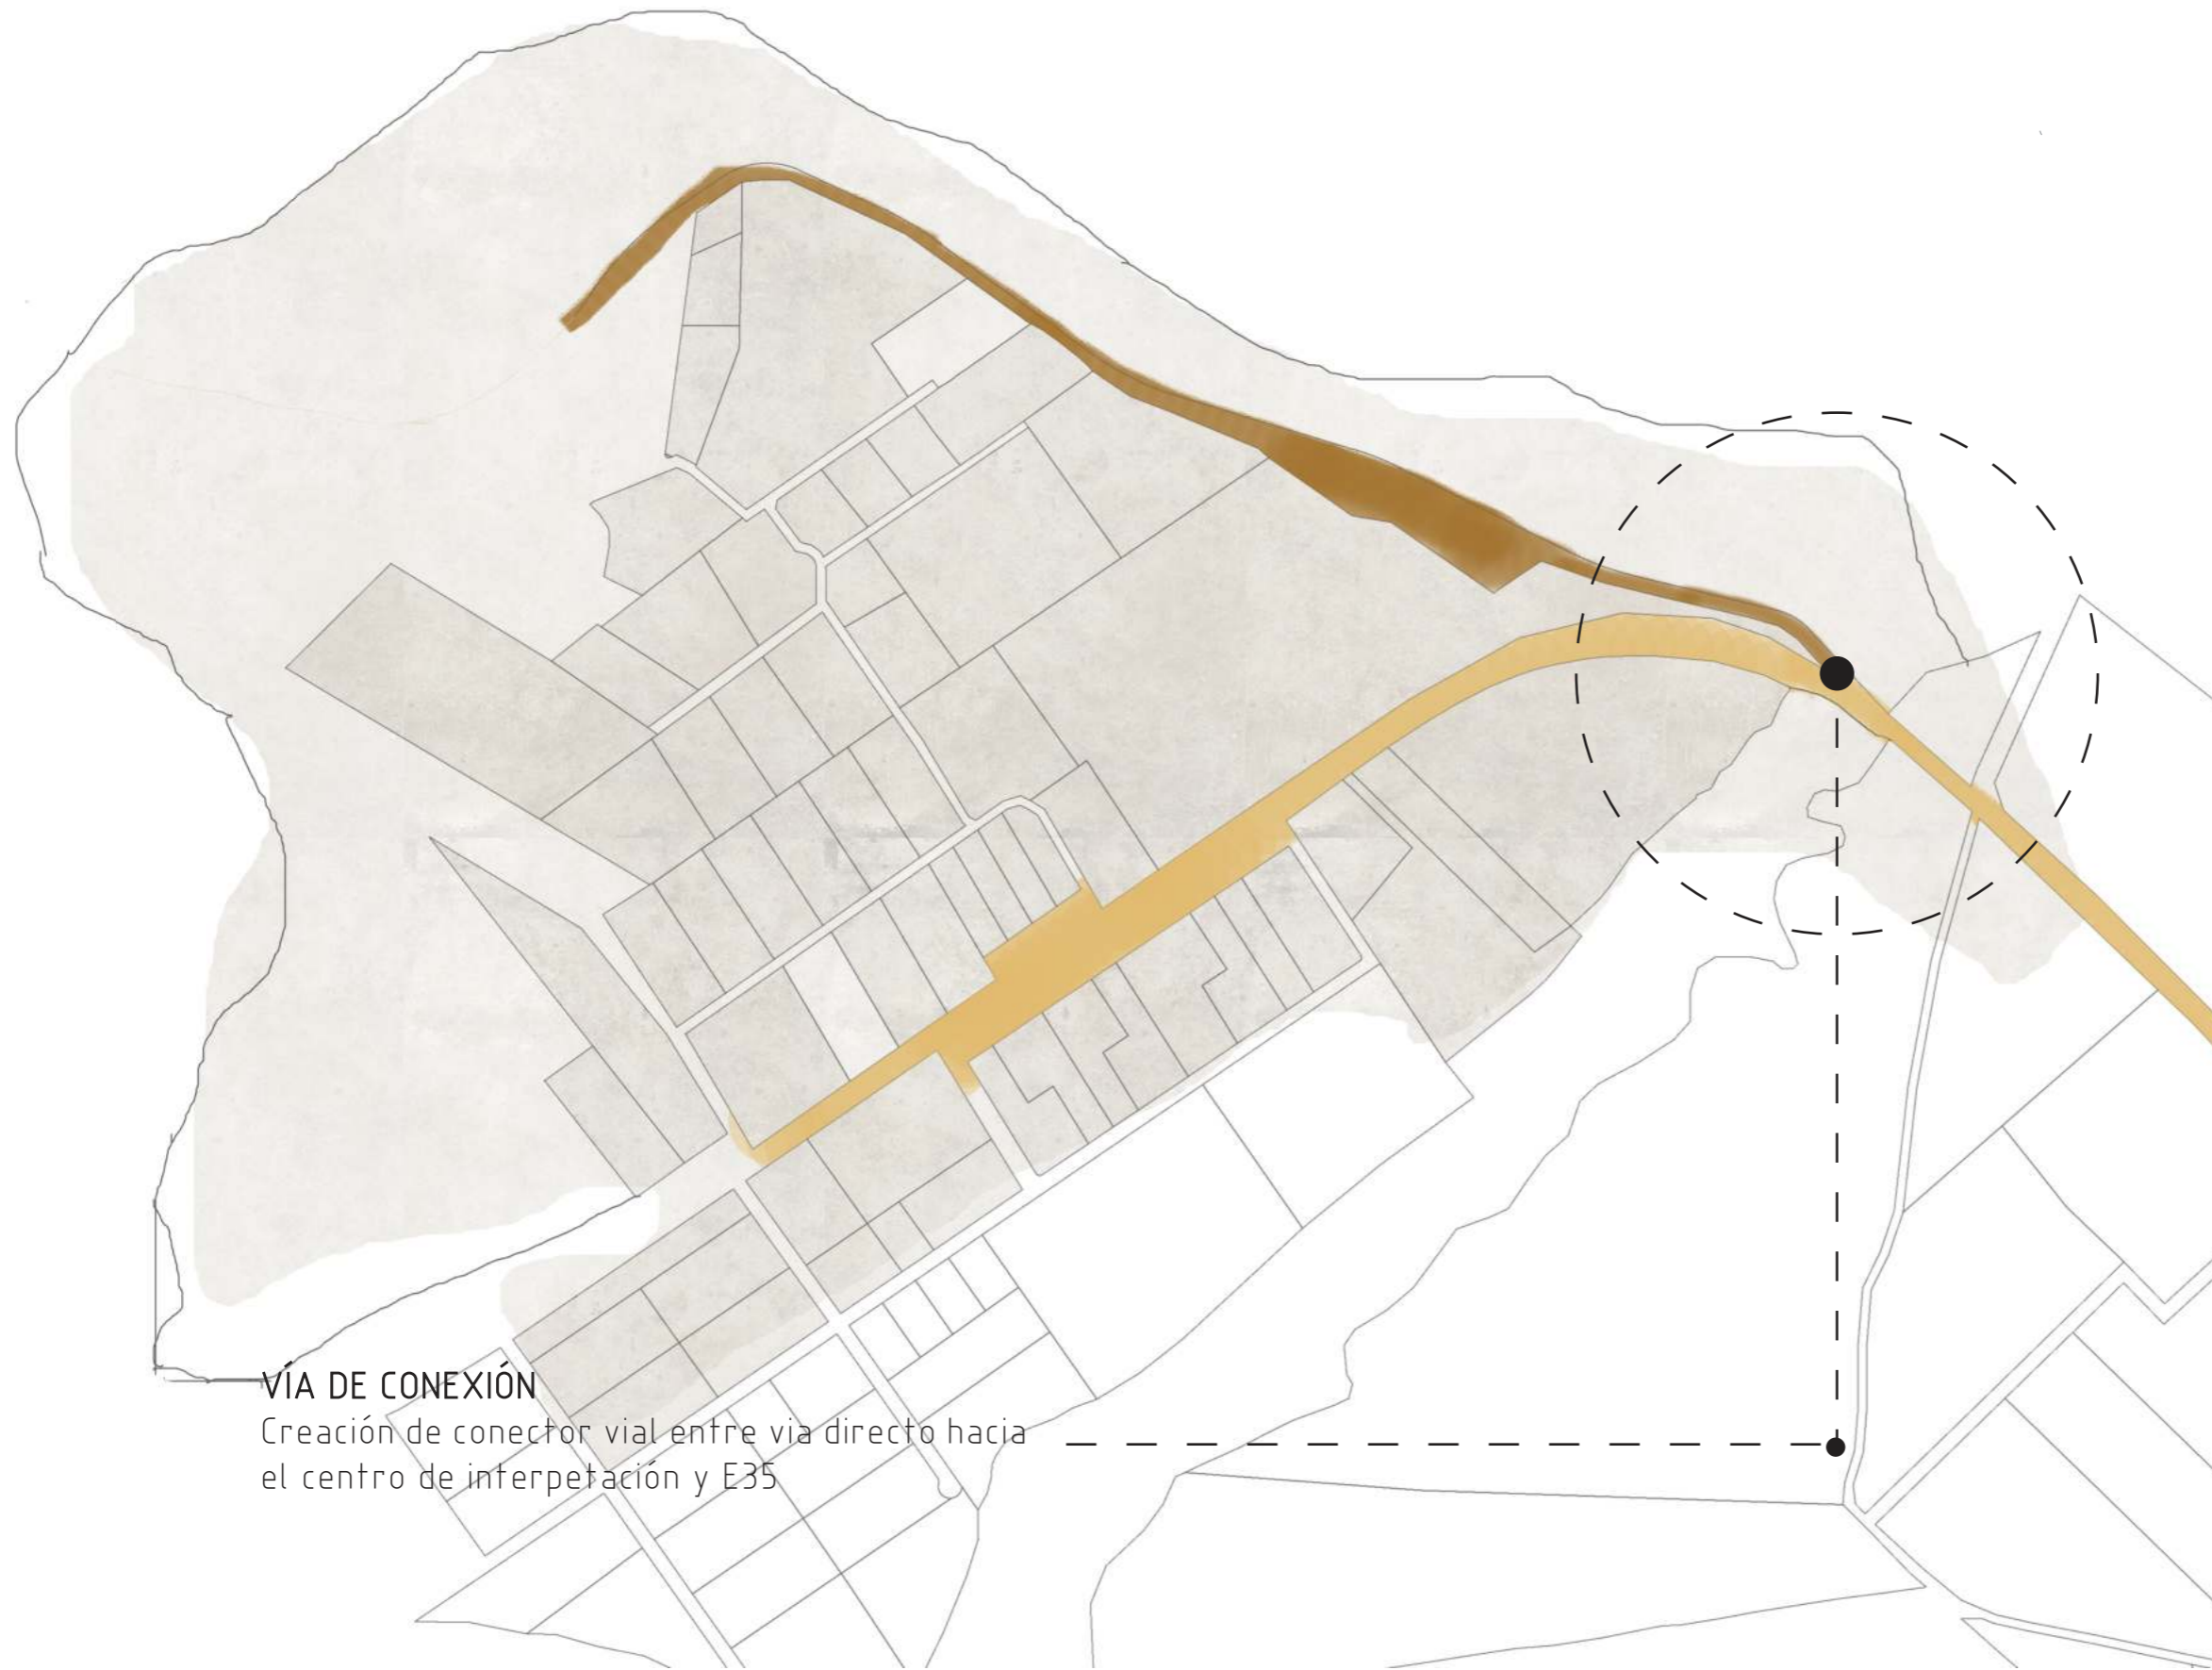 VÍA DE CONEXIÓN
Creación de conector vial entre via directo hacia
el centro de interpetación y E35